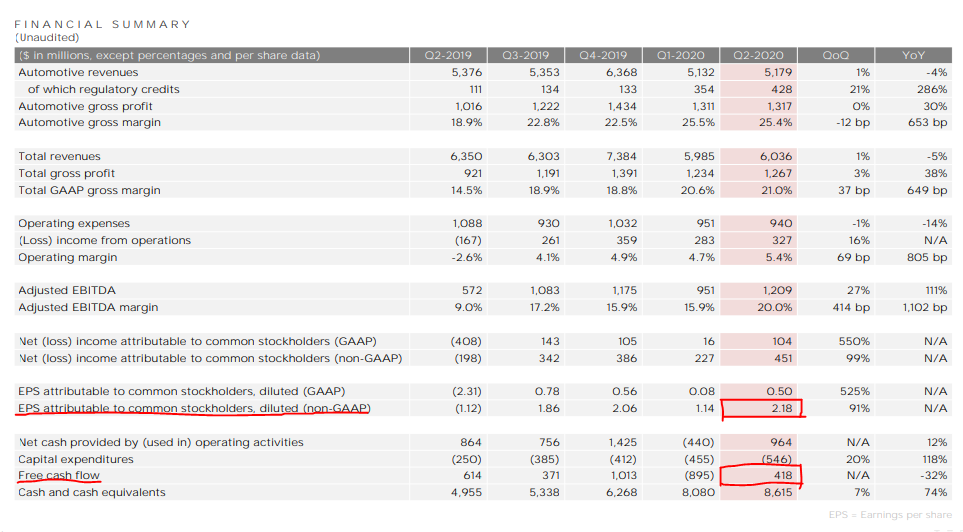 FINANCIAL SUMMARY
(Unaudited)
($ in millions, except percentages and per share data) Q2-2019 Q3-2019 Q4-2019 Q1-2020 Q2-2020 QoQ YoY
Automotive revenues 5,376 5,353 6,368 5,132 5,179 1% -4%
of which regulatory credits 111 134 133 354 428 21% 286%
Automotive gross profit 1,016 1,222 1,434 1,311 1,317 0% 30%
Automotive gross margin 18.9% 22.8% 22.5% 25.5% 25.4% -12 bp 653 bp
Total revenues 6,350 6,303 7,384 5,985 6,036 1% -5%
Total gross profit 921 1,191 1,391 1,234 1,267 3% 38%
Total GAAP gross margin 14.5% 18.9% 18.8% 20.6% 21.0% 37 bp 649 bp
Operating expenses 1,088 930 1,032 951 940 -1% -14%
(Loss) income from operations (167) 261 359 283 327 16% N/A
Operating margin -2.6% 4.1% 4.9% 4.7% 5.4% 69 bp 805 bp
Adjusted EBITDA 572 1,083 1,175 951 1,209 27% 111%
Adjusted EBITDA margin 9.0% 17.2% 15.9% 15.9% 20.0% 414 bp 1,102 bp
Net (loss) income attributable to common stockholders (GAAP) (408) 143 105 16 104 550% N/A
Net (loss) income attributable to common stockholders (non-GAAP) (198) 342 386 227 451 99% N/A
EPS attributable to common stockholders, diluted (GAAP) (2.31) 0.78 0.56 0.08 0.50 525% N/A
EPS attributable to common stockholders, diluted (non-GAAP) (1.12) 1.86 2.06 1.14 2.18 91% N/A
Net cash provided by (used in) operating activities 864 756 1,425 (440) 964 N/A 12%
Capital expenditures (250) (385) (412) (455) (546) 20% 118%
Free cash flow 614 371 1,013 (895) 418 N/A -32%
Cash and cash equivalents 4,955 5,338 6,268 8,080 8,615 7% 74%
EPS = Earnings per share